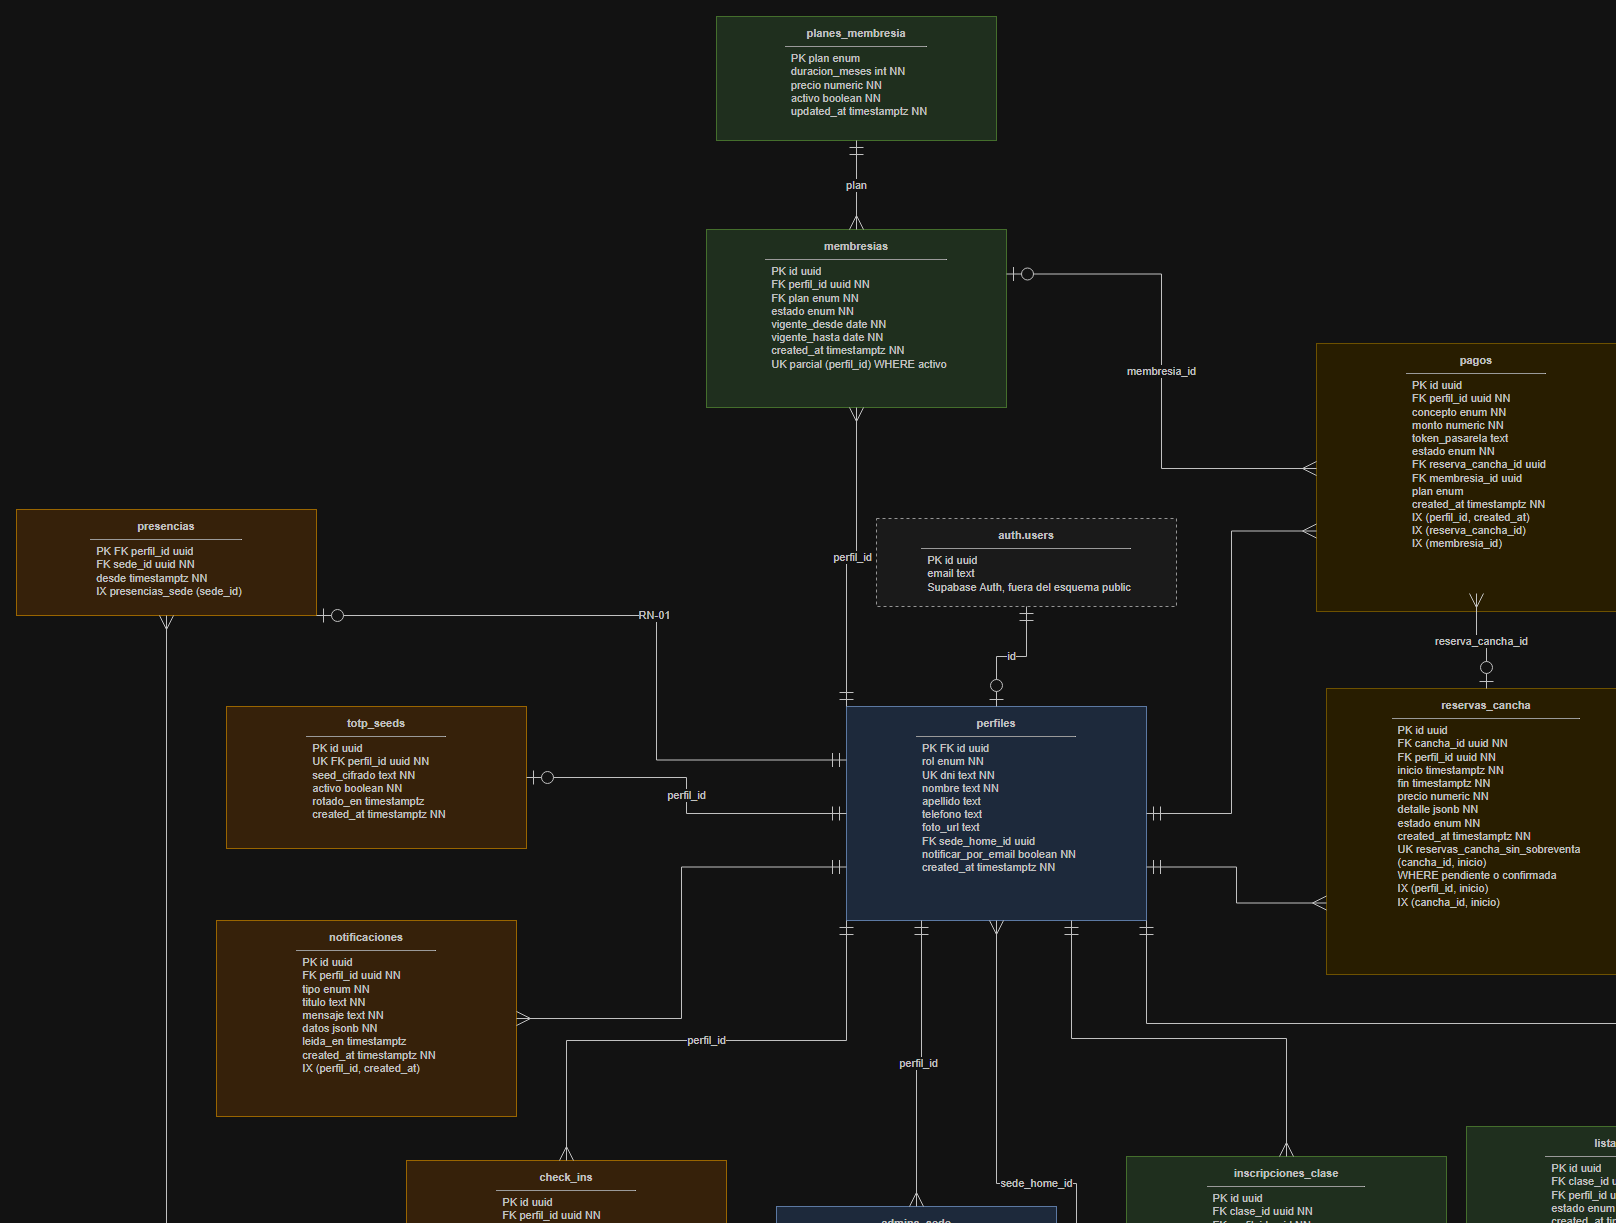 planes_membresia
PK plan enum
duracion_meses int NN
precio numeric NN
activo boolean NN
updated_at timestamptz NN
plan
membresias
PK id uuid
FK perfil_id uuid NN
FK plan enum NN
estado enum NN
vigente_desde date NN
vigente_hasta date NN
created_at timestamptz NN
UK parcial (perfil_id) WHERE activo
membresia_id
pagos
PK id uuid
FK perfil_id uuid NN
concepto enum NN
monto numeric NN
token_pasarela text
estado enum NN
FK reserva_cancha_id uuid
FK membresia_id uuid
plan enum
created_at timestamptz NN
IX (perfil_id, created_at)
IX (reserva_cancha_id)
IX (membresia_id)
presencias
PK FK perfil_id uuid
FK sede_id uuid NN
desde timestamptz NN
IX presencias_sede (sede_id)
perfil_id
auth.users
PK id uuid
email text
Supabase Auth, fuera del esquema public
RN-01
id
reserva_cancha_id
totp_seeds
PK id uuid
UK FK perfil_id uuid NN
seed_cifrado text NN
activo boolean NN
rotado_en timestamptz
created_at timestamptz NN
perfil_id
perfiles
PK FK id uuid
rol enum NN
UK dni text NN
nombre text NN
apellido text
telefono text
foto_url text
FK sede_home_id uuid
notificar_por_email boolean NN
created_at timestamptz NN
reservas_cancha
PK id uuid
FK cancha_id uuid NN
FK perfil_id uuid NN
inicio timestamptz NN
fin timestamptz NN
precio numeric NN
detalle jsonb NN
estado enum NN
created_at timestamptz NN
UK reservas_cancha_sin_sobreventa
(cancha_id, inicio)
WHERE pendiente o confirmada
IX (perfil_id, inicio)
IX (cancha_id, inicio)
notificaciones
PK id uuid
FK perfil_id uuid NN
tipo enum NN
titulo text NN
mensaje text NN
datos jsonb NN
leida_en timestamptz
created_at timestamptz NN
IX (perfil_id, created_at)
perfil_id
perfil_id
sede_home_id
check_ins
PK id uuid
FK perfil_id uuid NN
admins_sede
inscripciones_clase
PK id uuid
FK clase_id uuid NN
lista
PK id uuid
FK clase_id u
FK perfil_id u
estado enum